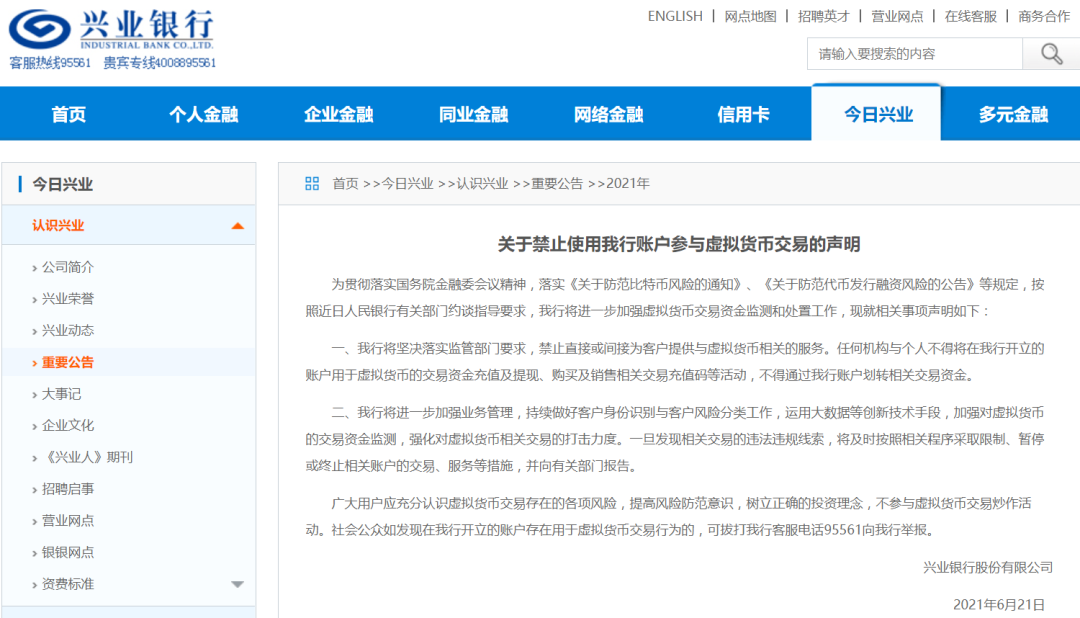 兴业银行
INDUSTRIAL BANK CO.,LTD.
客服热线95561 贵宾专线4008895561
ENGLISH | 网点地图 | 招聘英才 | 营业网点 | 在线客服 | 商务合作
请输入要搜索的内容
首页 个人金融 企业金融 同业金融 网络金融 信用卡 今日兴业 多元金融
今日兴业
认识兴业
› 公司简介
› 兴业荣誉
› 兴业动态
› 重要公告
› 大事记
› 企业文化
› 《兴业人》期刊
› 招聘启事
› 营业网点
› 银银网点
› 资费标准
首页 >>今日兴业 >>认识兴业 >>重要公告 >>2021年
关于禁止使用我行账户参与虚拟货币交易的声明
为贯彻落实国务院金融委会议精神，落实《关于防范比特币风险的通知》、《关于防范代币发行融资风险的公告》等规定，按
照近日人民银行有关部门约谈指导要求，我行将进一步加强虚拟货币交易资金监测和处置工作，现就相关事项声明如下：
一、我行将坚决落实监管部门要求，禁止直接或间接为客户提供与虚拟货币相关的服务。任何机构与个人不得将在我行开立的
账户用于虚拟货币的交易资金充值及提现、购买及销售相关交易充值码等活动，不得通过我行账户划转相关交易资金。
二、我行将进一步加强业务管理，持续做好客户身份识别与客户风险分类工作，运用大数据等创新技术手段，加强对虚拟货币
的交易资金监测，强化对虚拟货币相关交易的打击力度。一旦发现相关交易的违法违规线索，将及时按照相关程序采取限制、暂停
或终止相关账户的交易、服务等措施，并向有关部门报告。
广大用户应充分认识虚拟货币交易存在的各项风险，提高风险防范意识，树立正确的投资理念，不参与虚拟货币交易炒作活
动。社会公众如发现在我行开立的账户存在用于虚拟货币交易行为的，可拨打我行客服电话95561向我行举报。
兴业银行股份有限公司
2021年6月21日